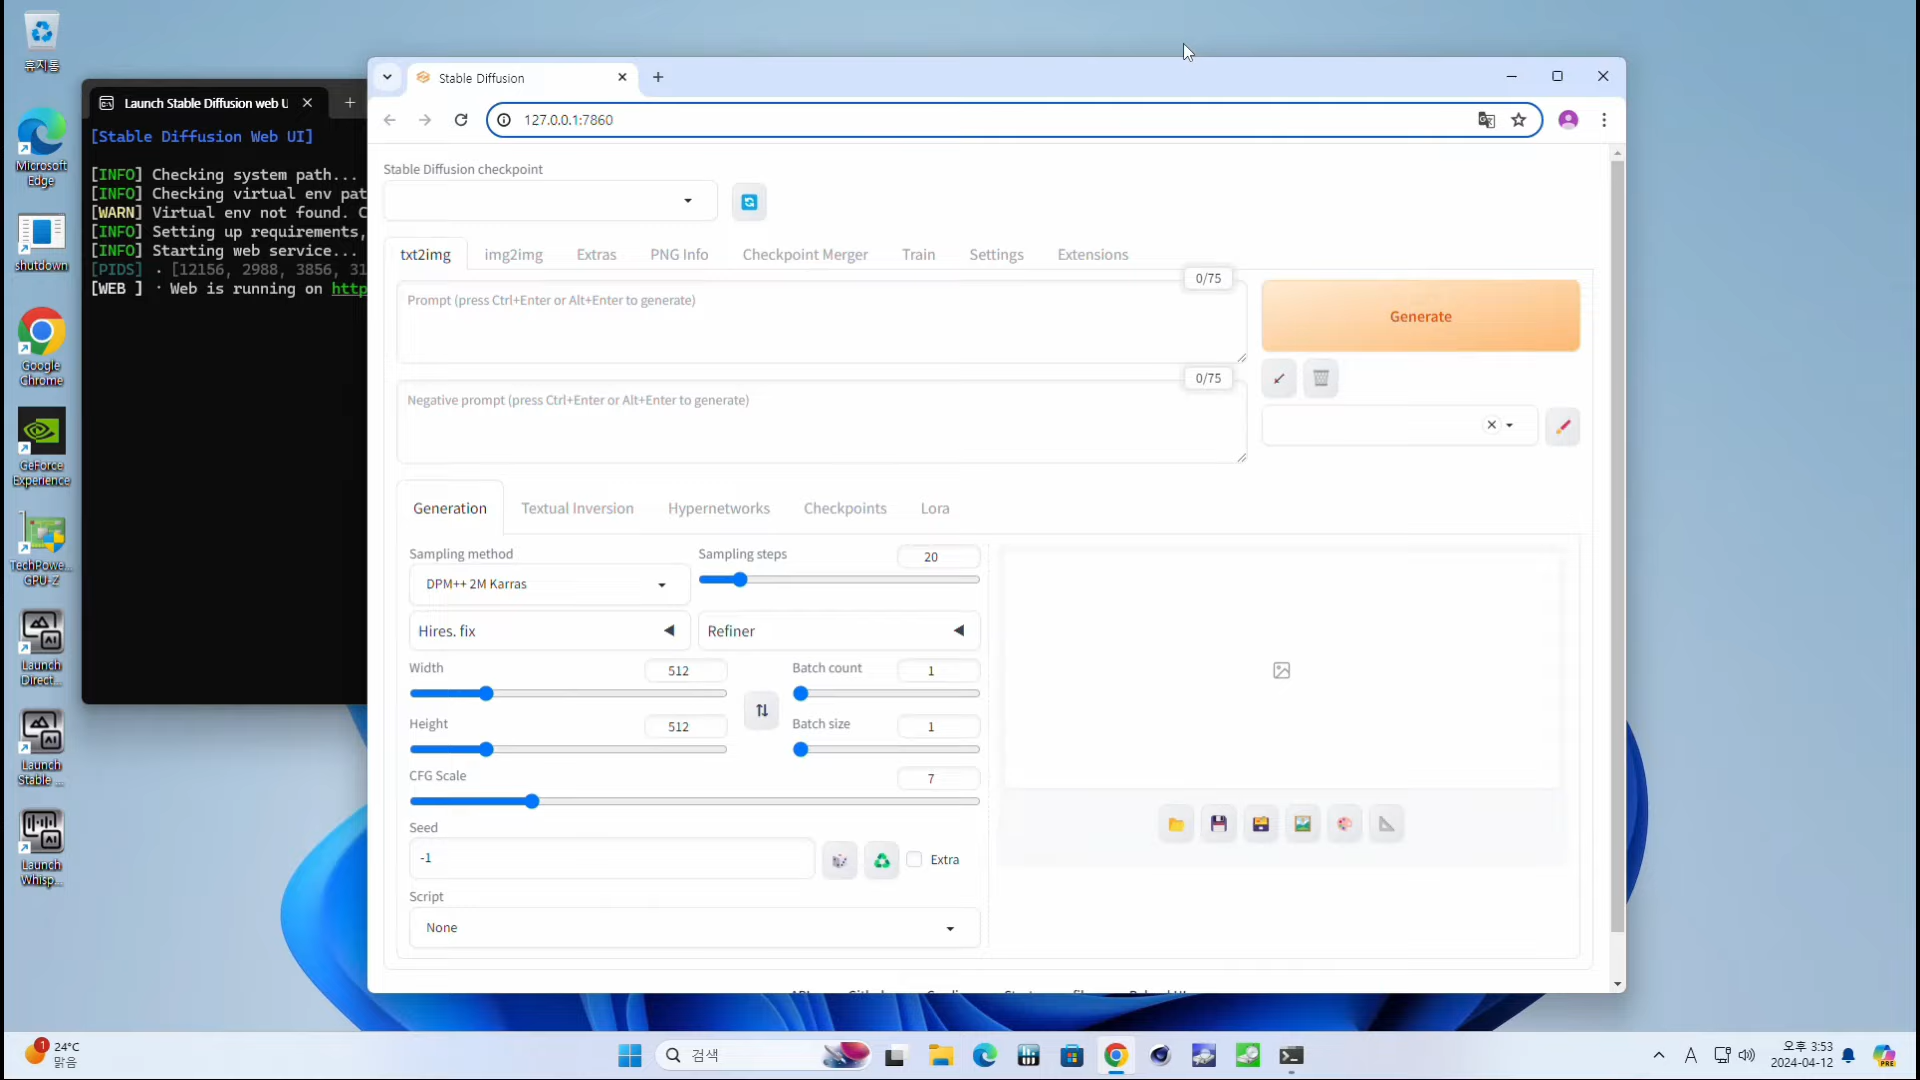 휴지통
Microsoft
Edge
shutdown
Google
Chrome
GeForce
Experience
TechPowe...
GPU-Z
Launch
Direct...
Launch
Stable ...
Launch
Whisp...
Launch Stable Diffusion web U
[Stable Diffusion Web UI]
[INFO] Checking system path...
[INFO] Checking virtual env pat
[WARN] Virtual env not found. C
[INFO] Setting up requirements,
[INFO] Starting web service...
[PIDS] · [12156, 2988, 3856, 31
[WEB ] · Web is running on http
Stable Diffusion
127.0.0.1:7860
Stable Diffusion checkpoint
txt2img img2img Extras PNG Info Checkpoint Merger Train Settings Extensions
0/75
Prompt (press Ctrl+Enter or Alt+Enter to generate)
Generate
0/75
Negative prompt (press Ctrl+Enter or Alt+Enter to generate)
Generation Textual Inversion Hypernetworks Checkpoints Lora
Sampling method
DPM++ 2M Karras
Sampling steps 20
Hires. fix
Refiner
Width 512
Batch count 1
Height 512
Batch size 1
CFG Scale 7
Seed
-1
Extra
Script
None
1
24°C
맑음
검색
A
오후 3:53
2024-04-12
PRE